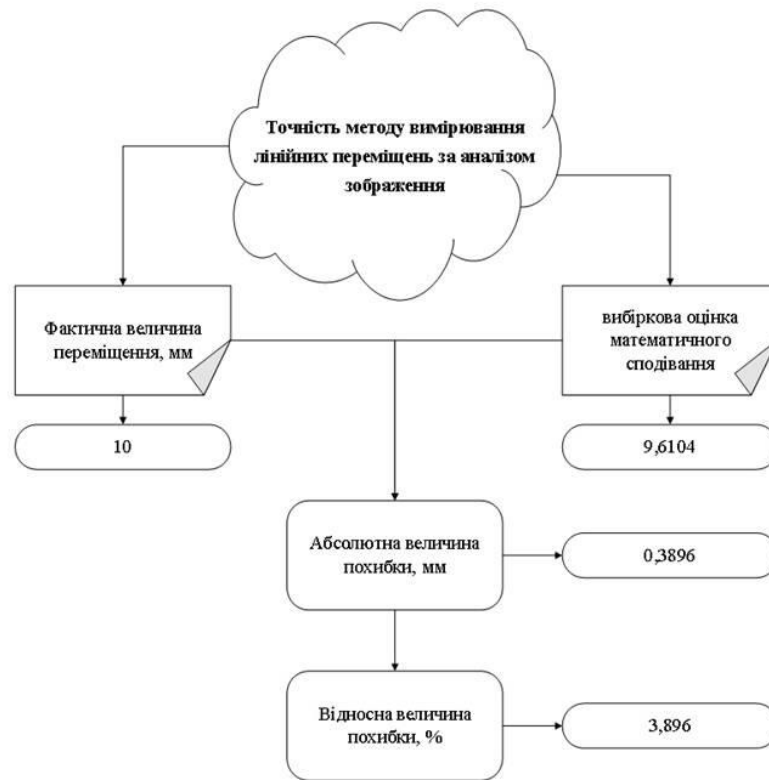 Точність методу вимірювання
лінійних переміщень за аналізом
зображення
Фактична величина
переміщення, мм
вибіркова оцінка
математичного
сподівання
10
9,6104
Абсолютна величина
похибки, мм
0,3896
Відносна величина
похибки, %
3,896